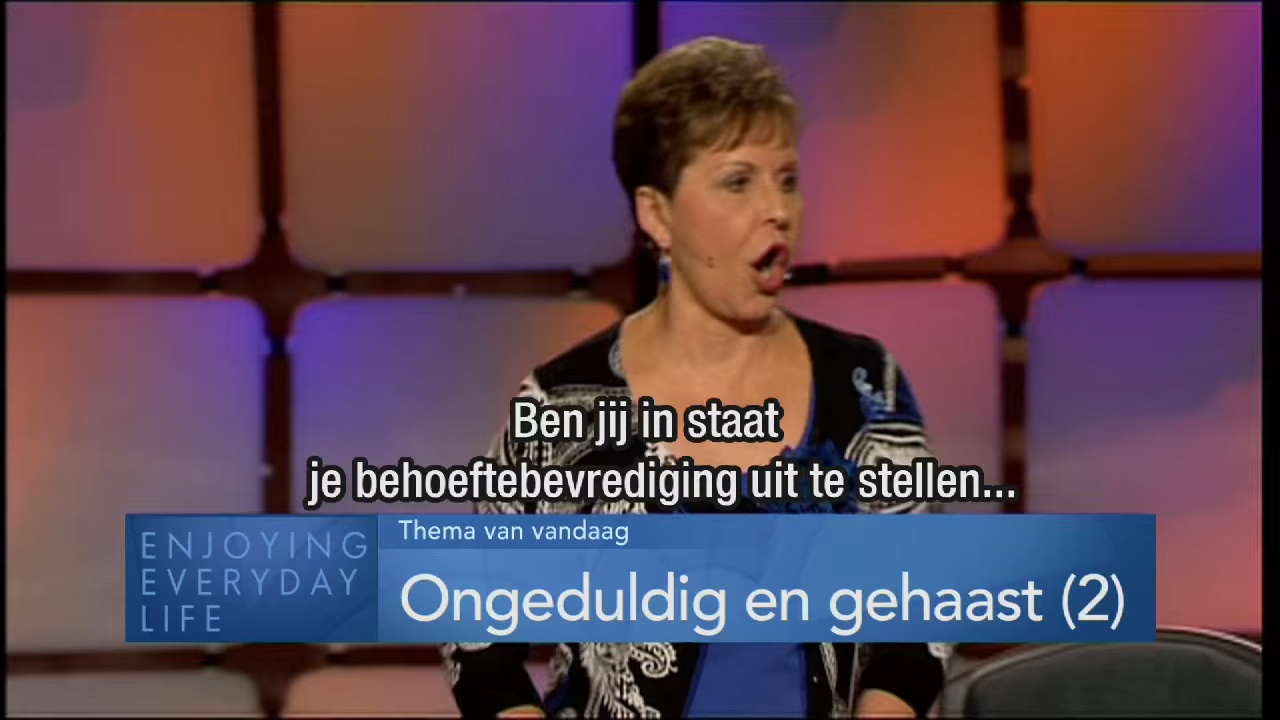 Ben jij in staat
je behoeftebevrediging uit te stellen...
Thema van vandaag
ENJOYING
EVERYDAY
LIFE
Ongeduldig en gehaast (2)